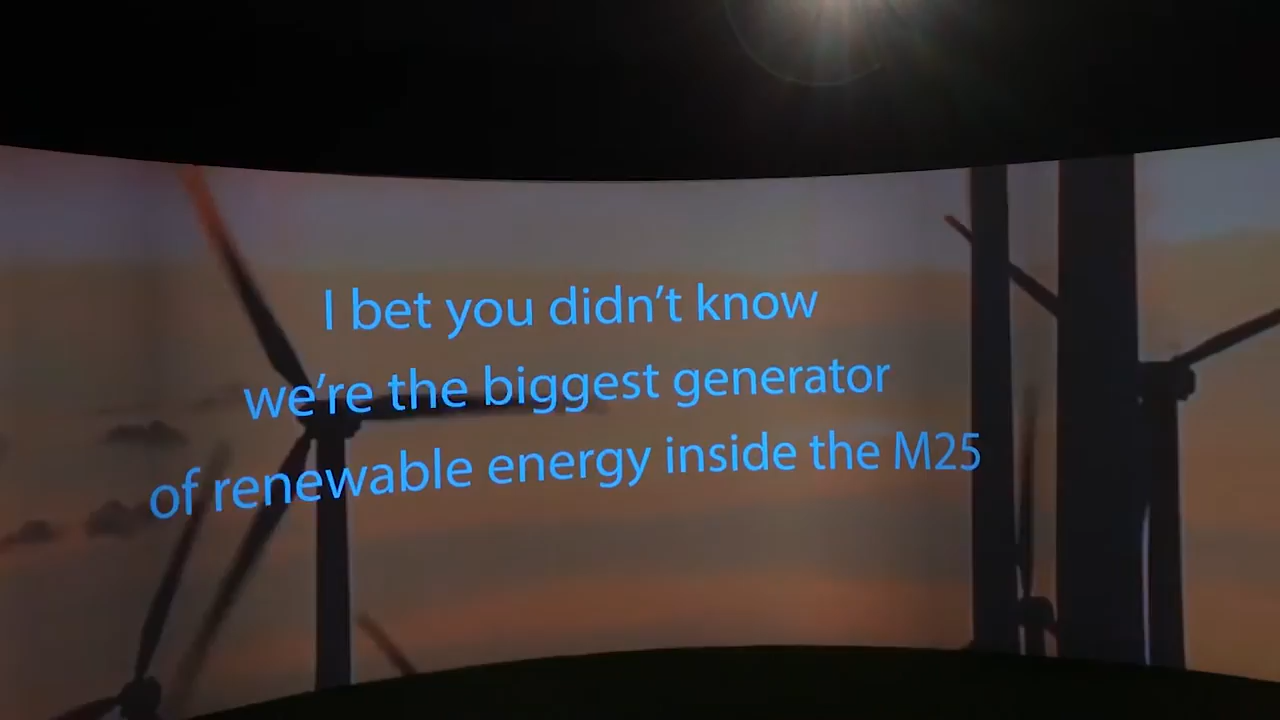 I bet you didn’t know
we’re the biggest generator
of renewable energy inside the M25